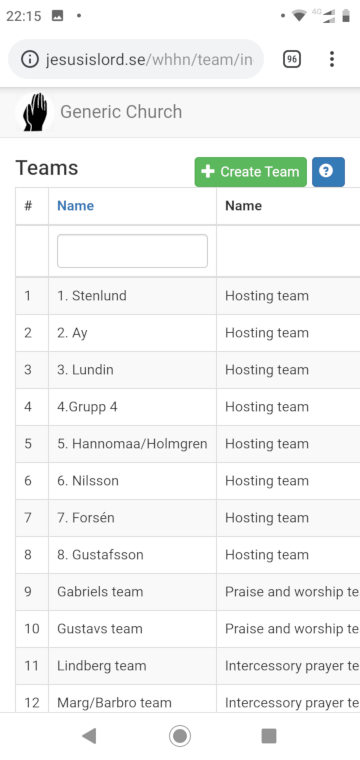 22:15
4G
jesusislord.se/whhn/team/in
96
Generic Church
Teams
Create Team
?
# Name Name
1 1. Stenlund Hosting team
2 2. Ay Hosting team
3 3. Lundin Hosting team
4 4.Grupp 4 Hosting team
5 5. Hannomaa/Holmgren Hosting team
6 6. Nilsson Hosting team
7 7. Forsén Hosting team
8 8. Gustafsson Hosting team
9 Gabriels team Praise and worship te
10 Gustavs team Praise and worship te
11 Lindberg team Intercessory prayer te
12 Marg/Barbro team Intercessory prayer te